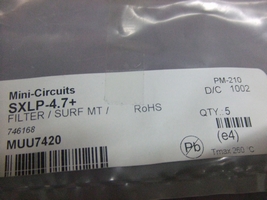 PM-210
Mini-Circuits
D/C 1002
SXLP-4.7+
FILTER / SURF MT / RoHS
QTY: 5
746168
MUU7420
(e4)
Pb
Tmax 260 °C